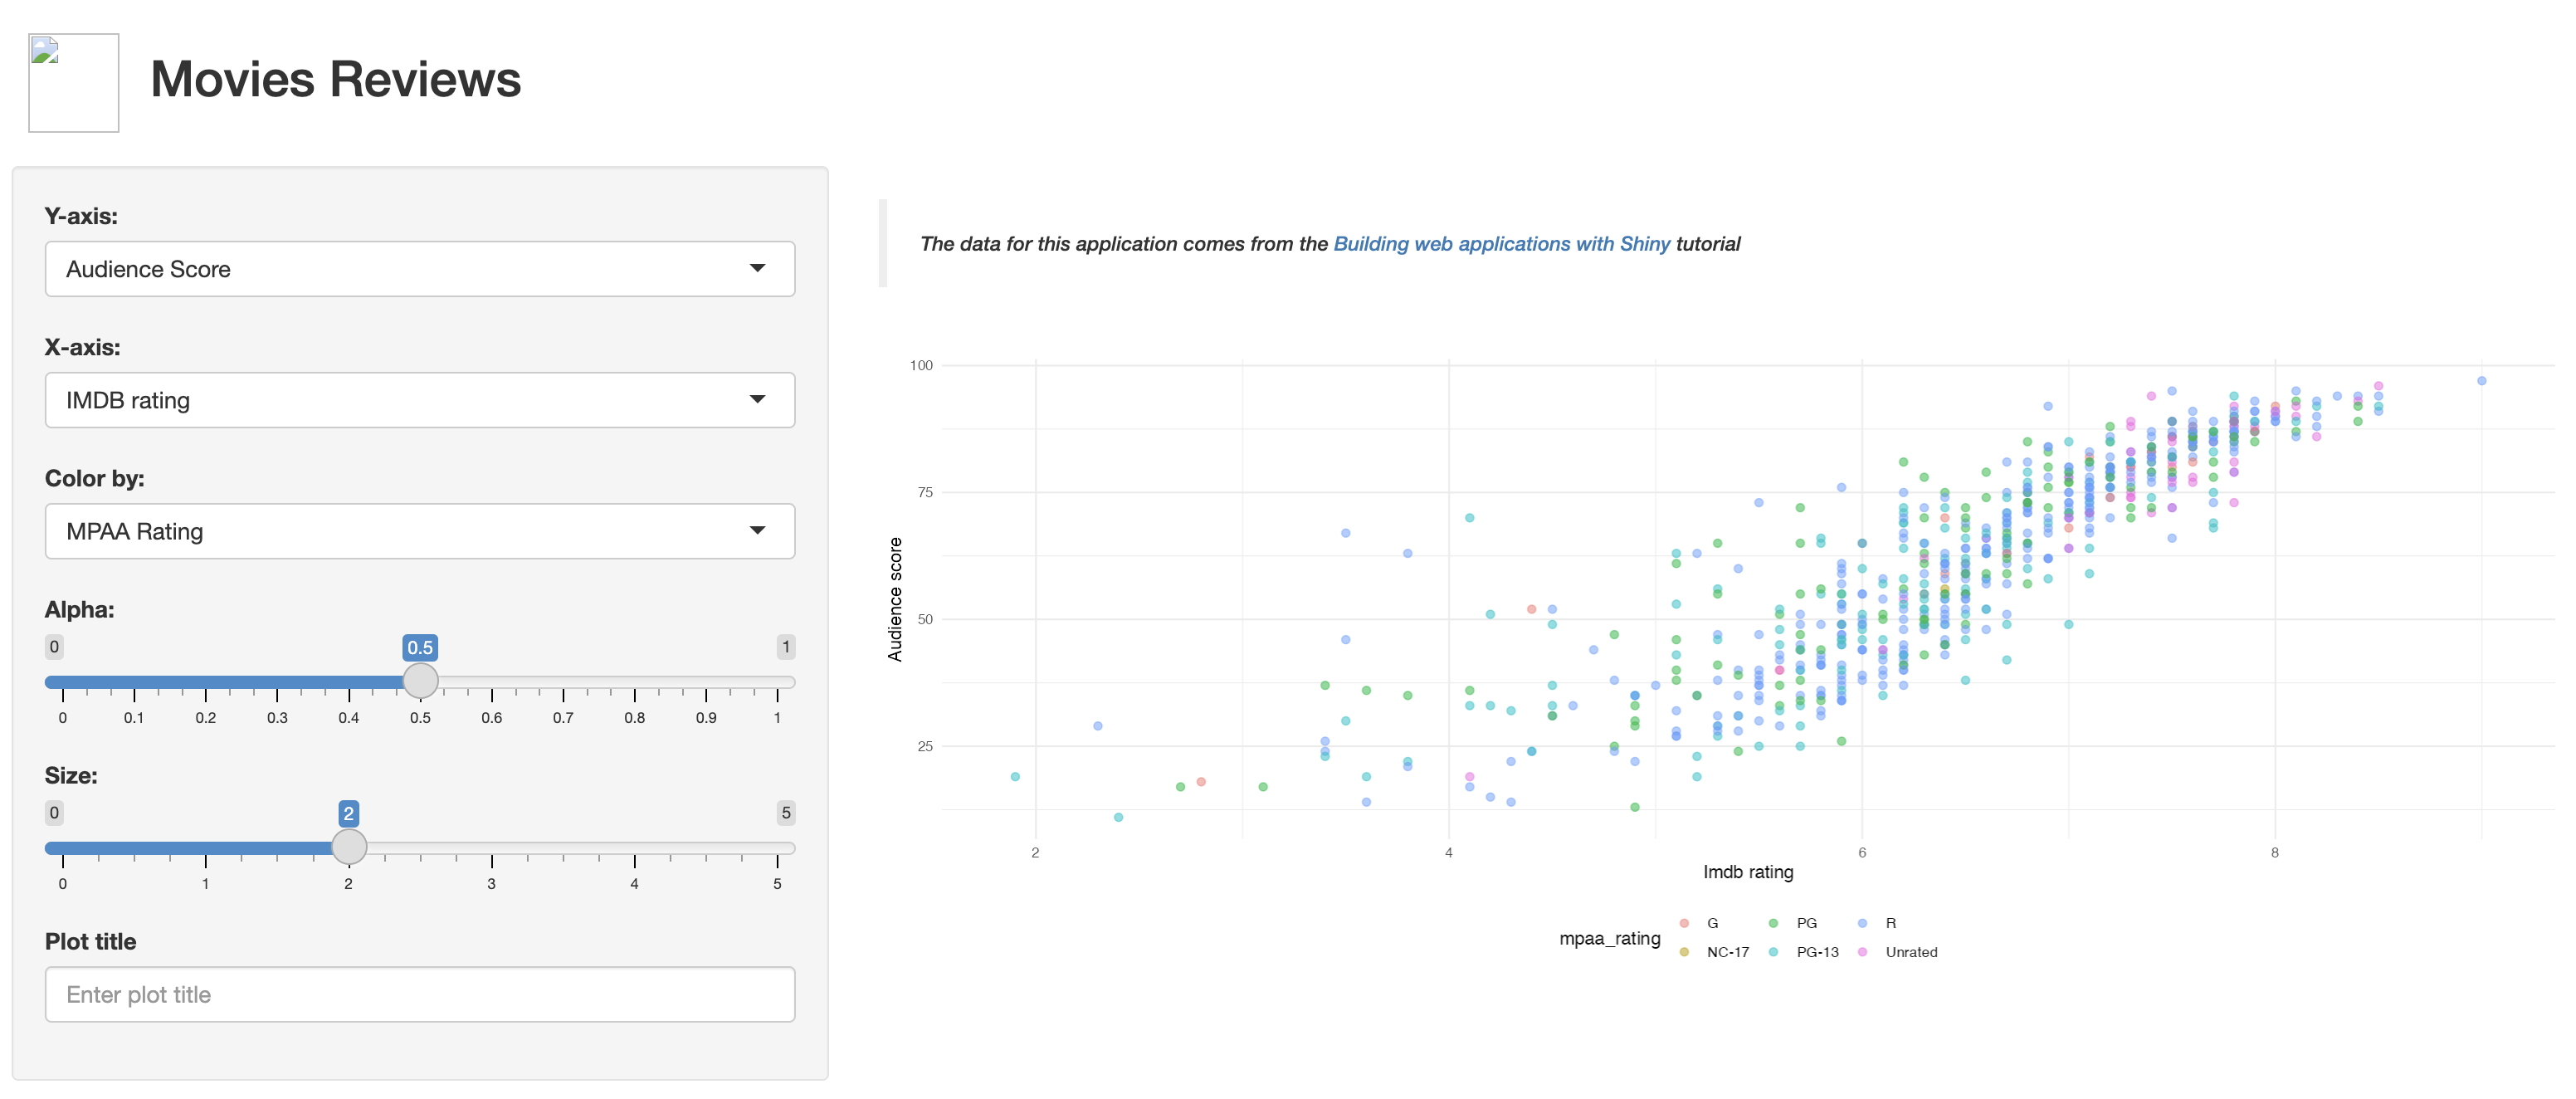 Movies Reviews
Y-axis:
Audience Score
X-axis:
IMDB rating
Color by:
MPAA Rating
Alpha:
0 0.5 1
0 0.1 0.2 0.3 0.4 0.5 0.6 0.7 0.8 0.9 1
Size:
0 2 5
0 1 2 3 4 5
Plot title
Enter plot title
The data for this application comes from the Building web applications with Shiny tutorial
Audience score
100
75
50
25
2 4 6 8
Imdb rating
mpaa_rating
G PG R
NC-17 PG-13 Unrated